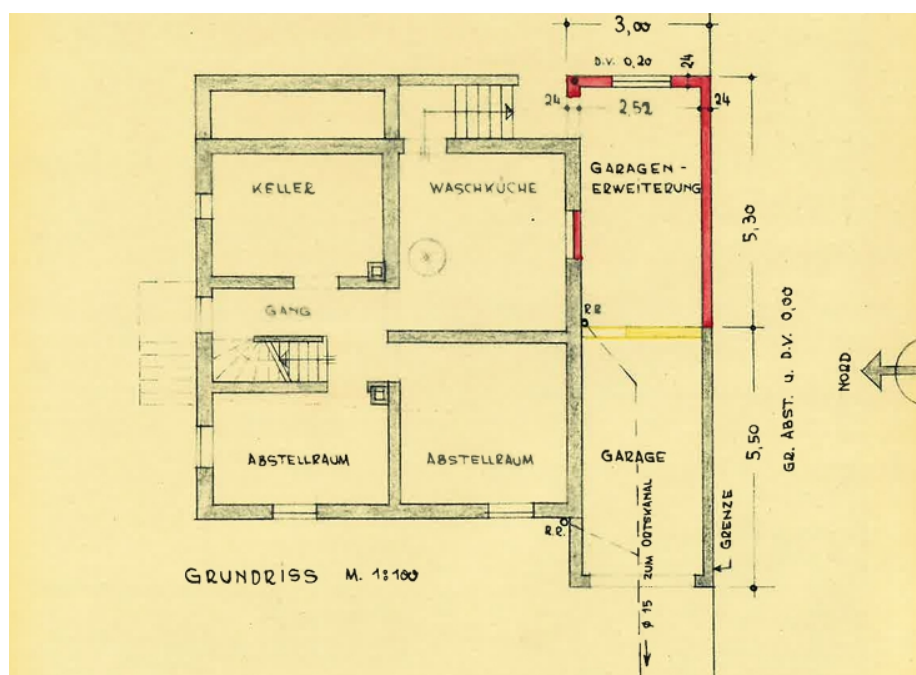 3,00
D.V. 0,20
24
24
2,52
24
KELLER
WASCHKÜCHE
GARAGEN-
ERWEITERUNG
5,30
GANG
R.R.
GR. ABST. u. D.V. 0,00
NORD
ABSTELLRAUM
ABSTELLRAUM
GARAGE
5,50
R.R.
GRENZE
ø 15 ZUM ORTSKANAL
GRUNDRISS M. 1:100